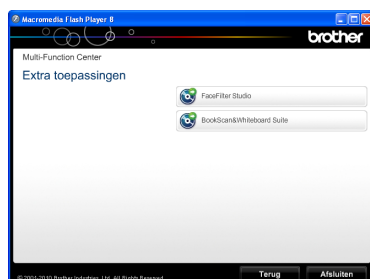 Macromedia Flash Player 8
brother
Multi-Function Center
Extra toepassingen
FaceFilter Studio
BookScan&Whiteboard Suite
© 2001-2010 Brother Industries, Ltd. All Rights Reserved.
Terug
Afsluiten